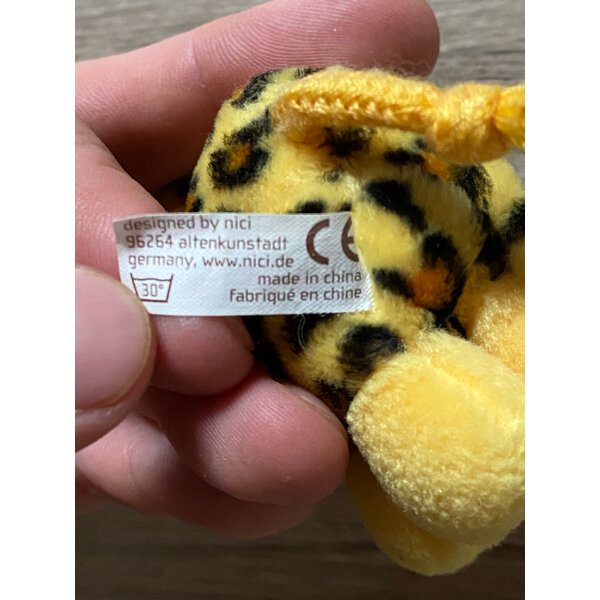 designed by nici
96264 altenkunstadt
germany, www.nici.de
CE
made in china
fabriqué en chine
30°